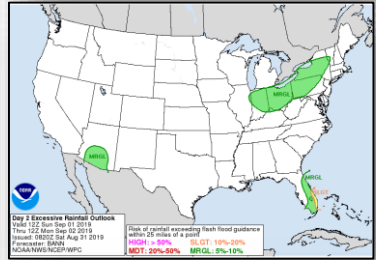 MRGL
MRGL
MRGL
SLGT
NOAA
Day 2 Excessive Rainfall Outlook
Valid 12Z Sun Sep 01 2019
Thru 12Z Mon Sep 02 2019
Issued: 0820Z Sat Aug 31 2019
Forecaster: BANN
NOAA/NWS/NCEP/WPC
Risk of rainfall exceeding flash flood guidance
within 25 miles of a point
HIGH: > 50% SLGT: 10%-20%
MDT: 20%-50% MRGL: 5%-10%